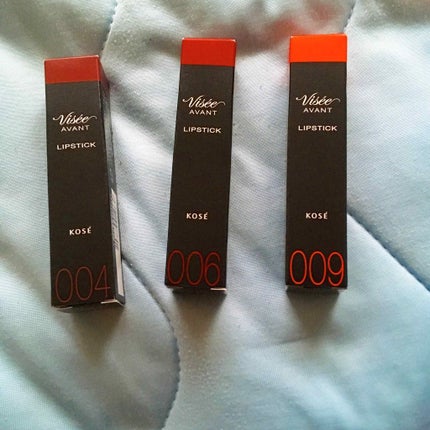 Visée
AVANT
LIPSTICK
KOSÉ
004
Visée
AVANT
LIPSTICK
KOSÉ
006
Visée
AVANT
LIPSTICK
KOSÉ
009